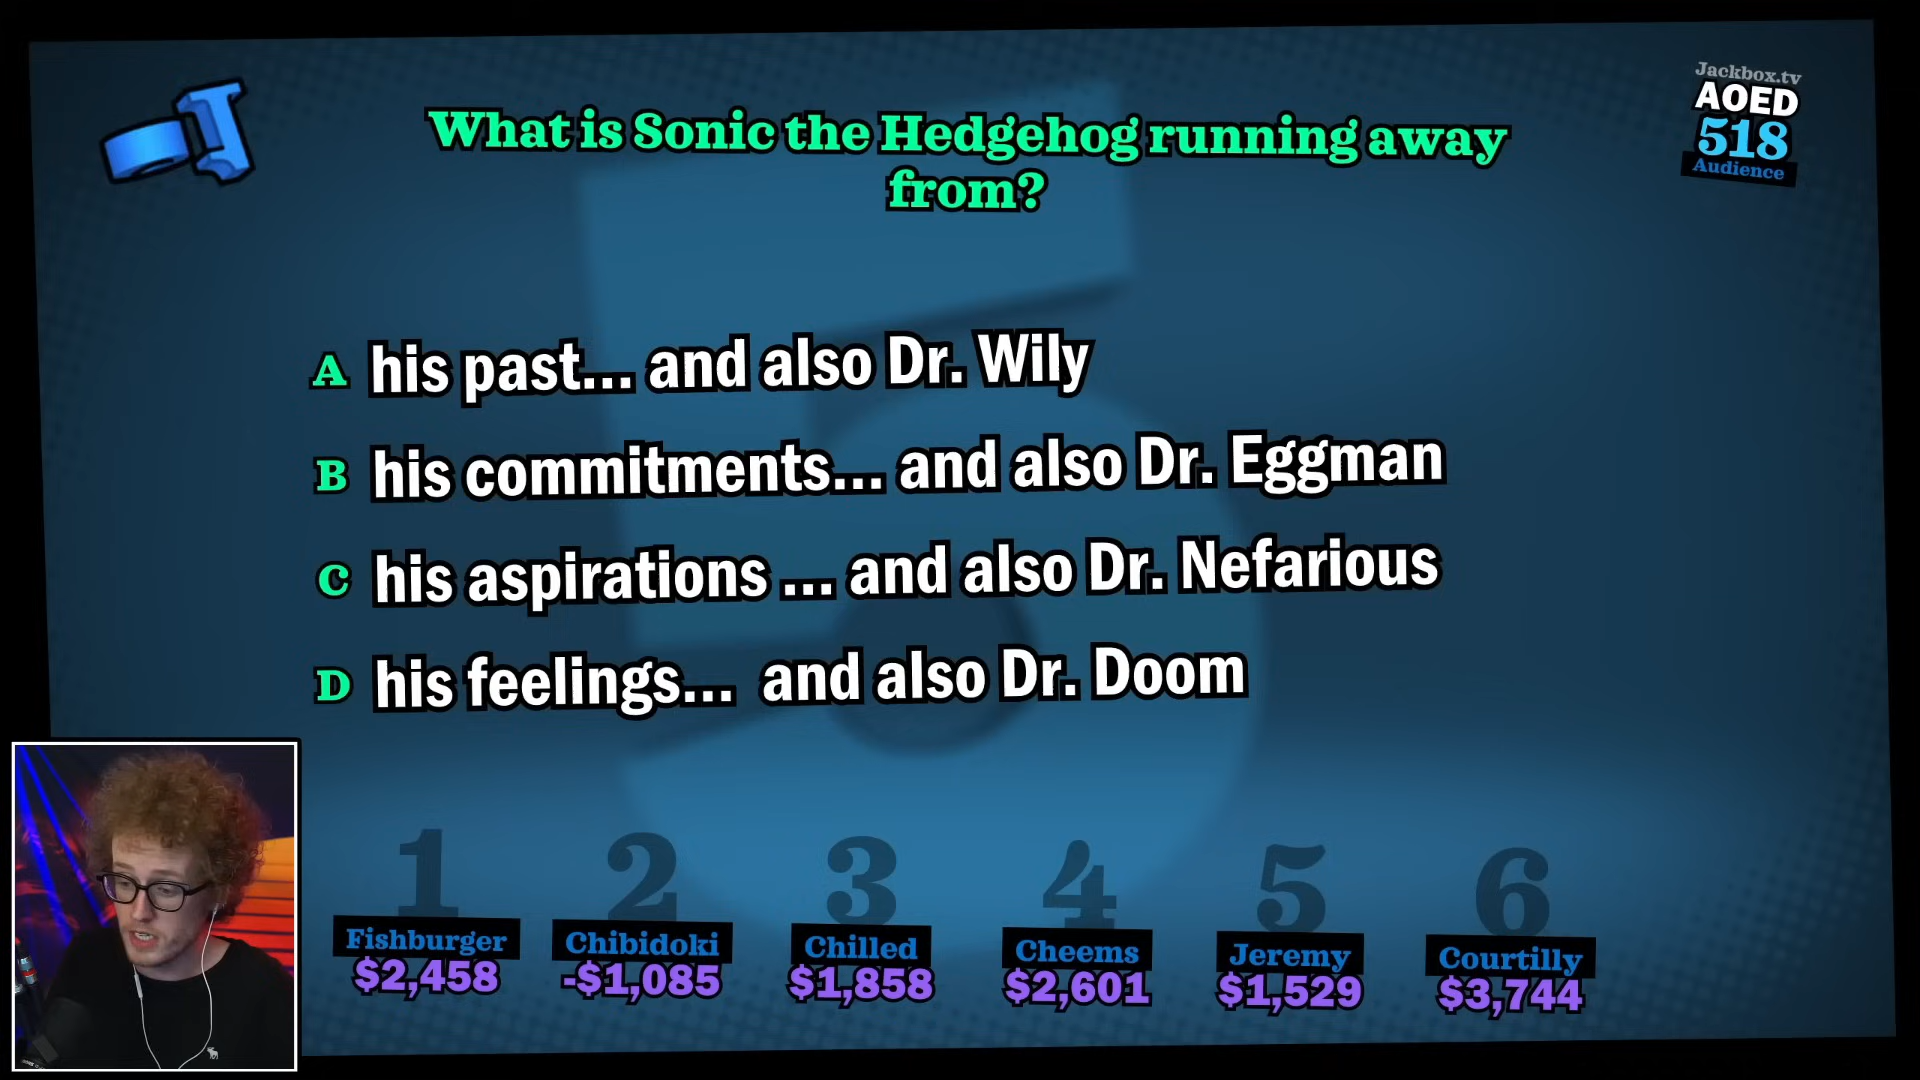 Jackbox.tv
AOED
518
Audience
What is Sonic the Hedgehog running away
from?
A his past... and also Dr. Wily
B his commitments... and also Dr. Eggman
C his aspirations ... and also Dr. Nefarious
D his feelings... and also Dr. Doom
1 2 3 4 5 6
Fishburger Chibidoki Chilled Cheems Jeremy Courtilly
$2,458 -$1,085 $1,858 $2,601 $1,529 $3,744